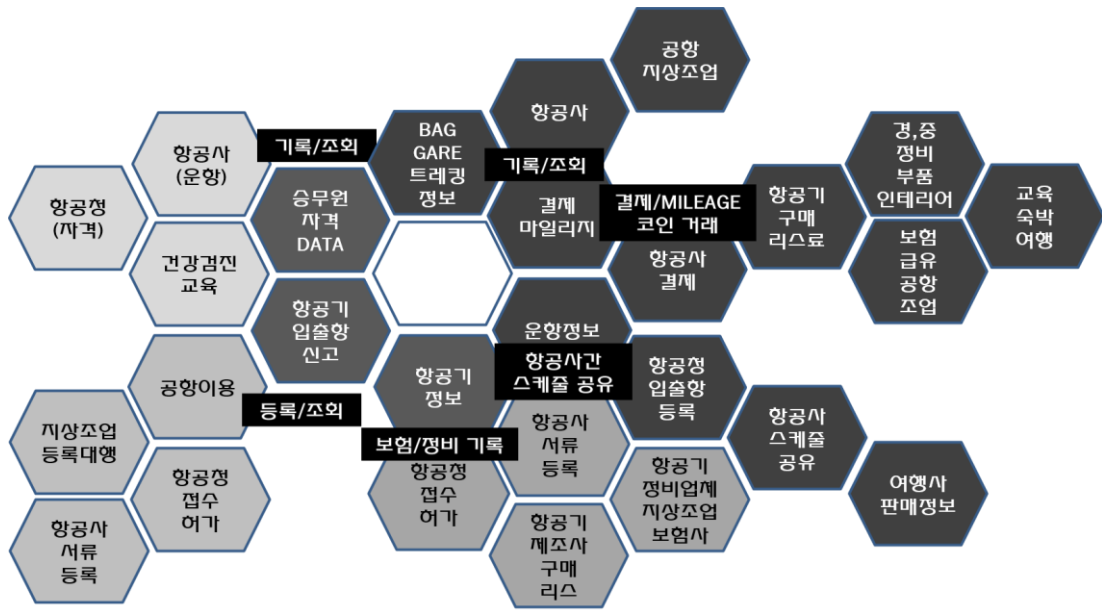 공항
지상조업
항공사
BAG
GARE
트레킹
정보
기록/조회
항공사
(운항)
기록/조회
경,중
정비
부품
인테리어
항공청
(자격)
승무원
자격
DATA
결제
마일리지
결제/MILEAGE
코인 거래
항공기
구매
리스료
교육
숙박
여행
건강검진
교육
항공사
결제
보험
급유
공항
조업
항공기
입출항
신고
운항정보
항공사간
스케줄 공유
공항이용
항공기
정보
항공청
입출항
등록
등록/조회
지상조업
등록대행
보험/정비 기록
항공사
서류
등록
항공사
스케줄
공유
항공청
접수
허가
항공청
접수
허가
항공기
정비업체
지상조업
보험사
여행사
판매정보
항공사
서류
등록
항공기
제조사
구매
리스